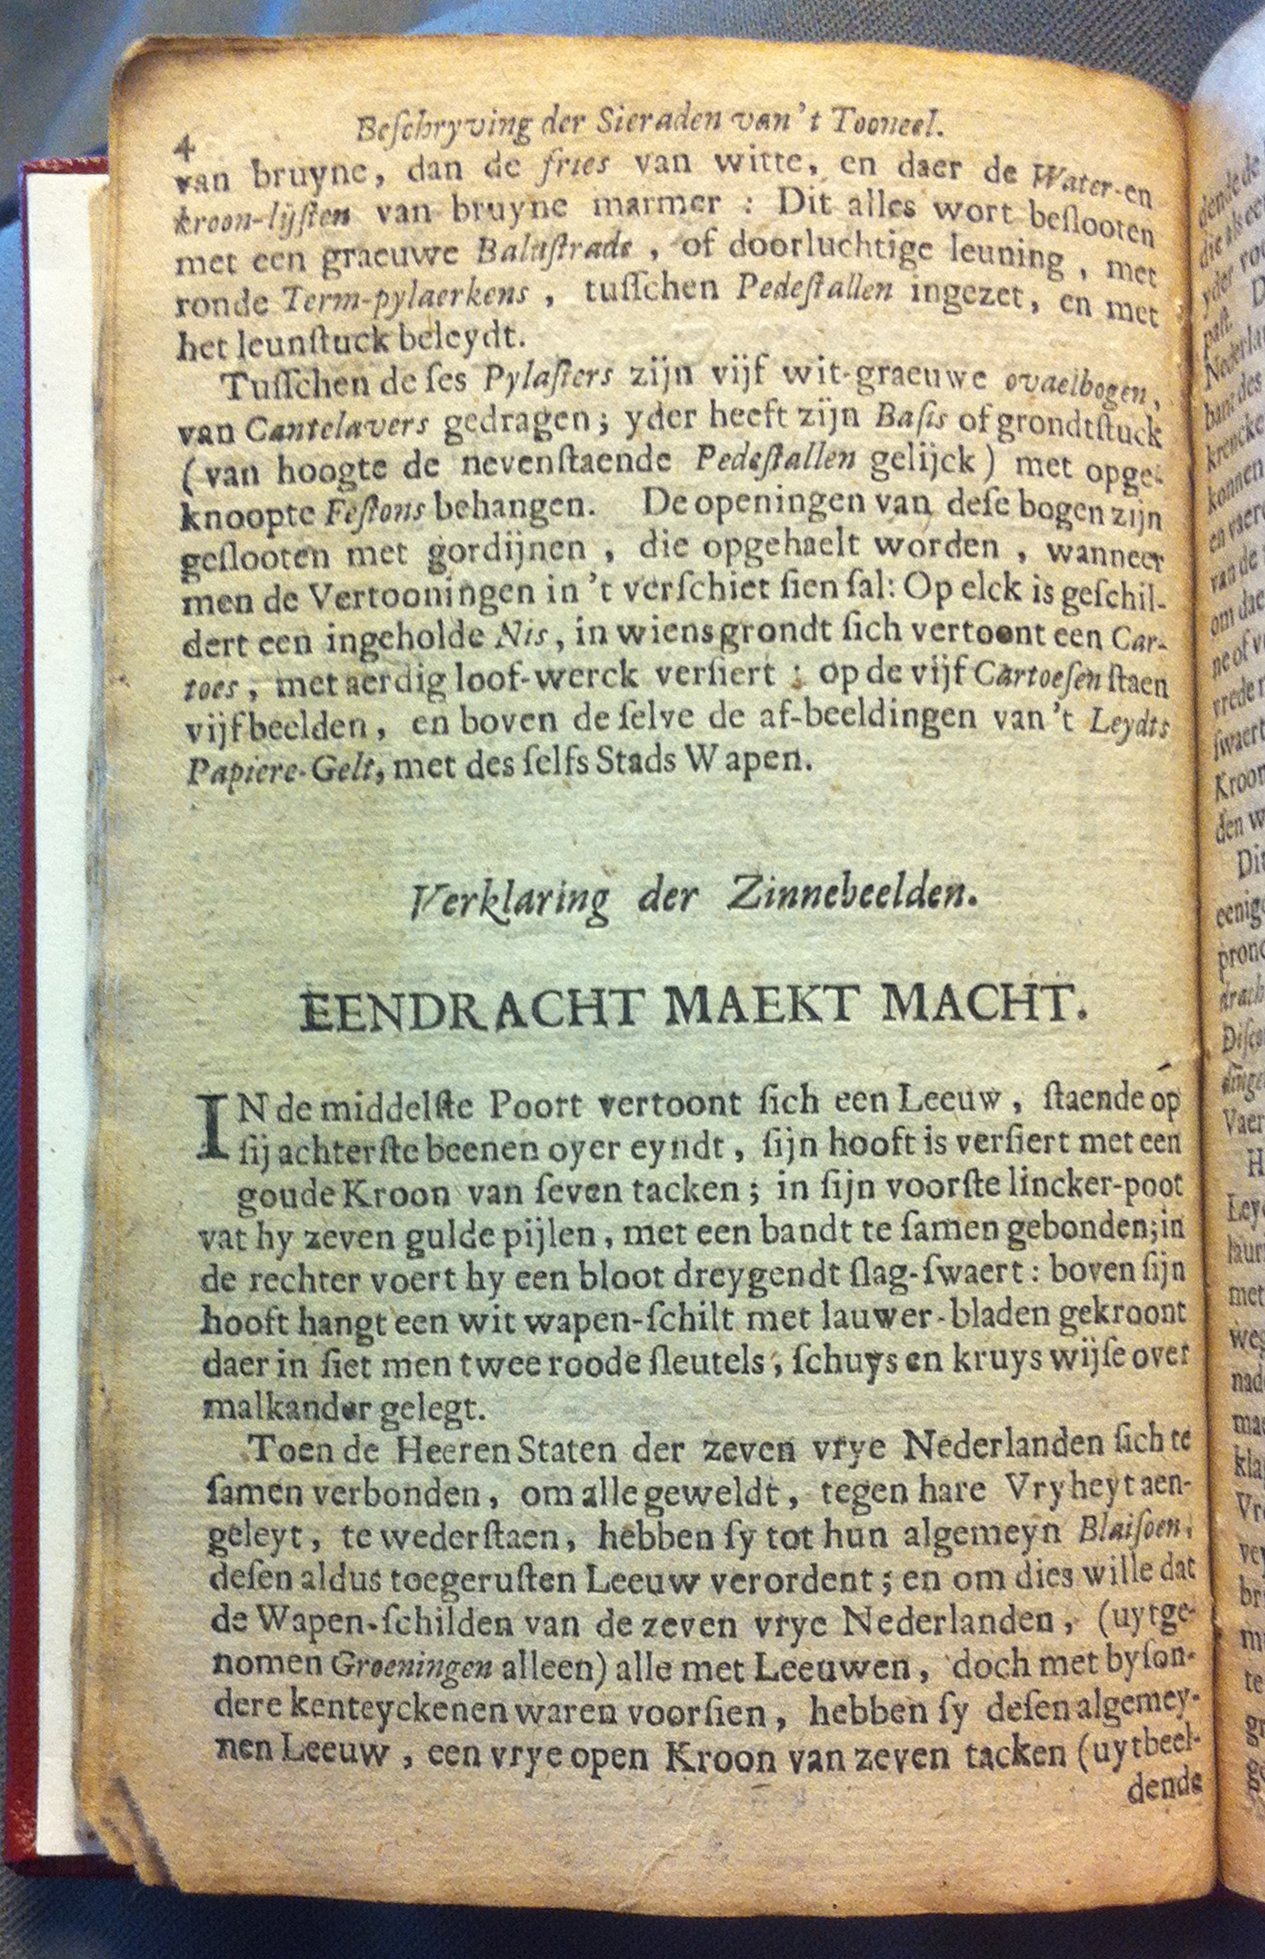 4
Beſchryving der Sieraden van 't Tooneel.
van bruyne, dan de fries van witte, en daer de Water-en
kroon-lijſten van bruyne marmer : Dit alles wort beſlooten
met een graeuwe Baluſtrade , of doorluchtige leuning , met
ronde Term-pylaerkens , tuſſchen Pedeſtallen ingezet, en met
het leunſtuck beleydt.
Tuſſchen de ſes Pylaſters zijn vijf wit-graeuwe ovaelbogen,
van Cantelavers gedragen ; yder heeft zijn Baſis of grondtſtuck
( van hoogte de nevenſtaende Pedeſtallen gelijck ) met opge-
knoopte Feſtons behangen. De openingen van deſe bogen zijn
geſlooten met gordijnen , die opgehaelt worden , wanneer
men de Vertooningen in 't verſchiet ſien ſal: Op elck is geſchil-
dert een ingeholde Nis, in wiens grondt ſich vertoont een Car-
toes, met aerdig loof-werck verſiert ; op de vijf Cartoeſen ſtaen
vijf beelden, en boven de ſelve de af-beeldingen van 't Leydts
Papiere-Gelt, met des ſelfs Stads Wapen.
Verklaring der Zinnebeelden.
EENDRACHT MAEKT MACHT.
IN de middelſte Poort vertoont ſich een Leeuw, ſtaende op
ſij achterſte beenen oyer eyndt, ſijn hooft is verſiert met een
goude Kroon van ſeven tacken ; in ſijn voorſte lincker-poot
vat hy zeven gulde pijlen, met een bandt te ſamen gebonden; in
de rechter voert hy een bloot dreygendt ſlag-ſwaert : boven ſijn
hooft hangt een wit wapen-ſchilt met lauwer-bladen gekroont
daer in ſiet men twee roode ſleutels, ſchuys en kruys wijſe over
malkander gelegt.
Toen de Heeren Staten der zeven vrye Nederlanden ſich te
ſamen verbonden, om alle geweldt, tegen hare Vryheyt aen-
geleyt, te wederſtaen, hebben ſy tot hun algemeyn Blaiſoen,
deſen aldus toegeruſten Leeuw verordent ; en om dies wille dat
de Wapen-ſchilden van de zeven vrye Nederlanden, (uytge-
nomen Groeningen alleen) alle met Leeuwen, doch met byſon-
dere kenteyckenen waren voorſien, hebben ſy deſen algemey-
nen Leeuw, een vrye open Kroon van zeven tacken (uytbeel-
dende